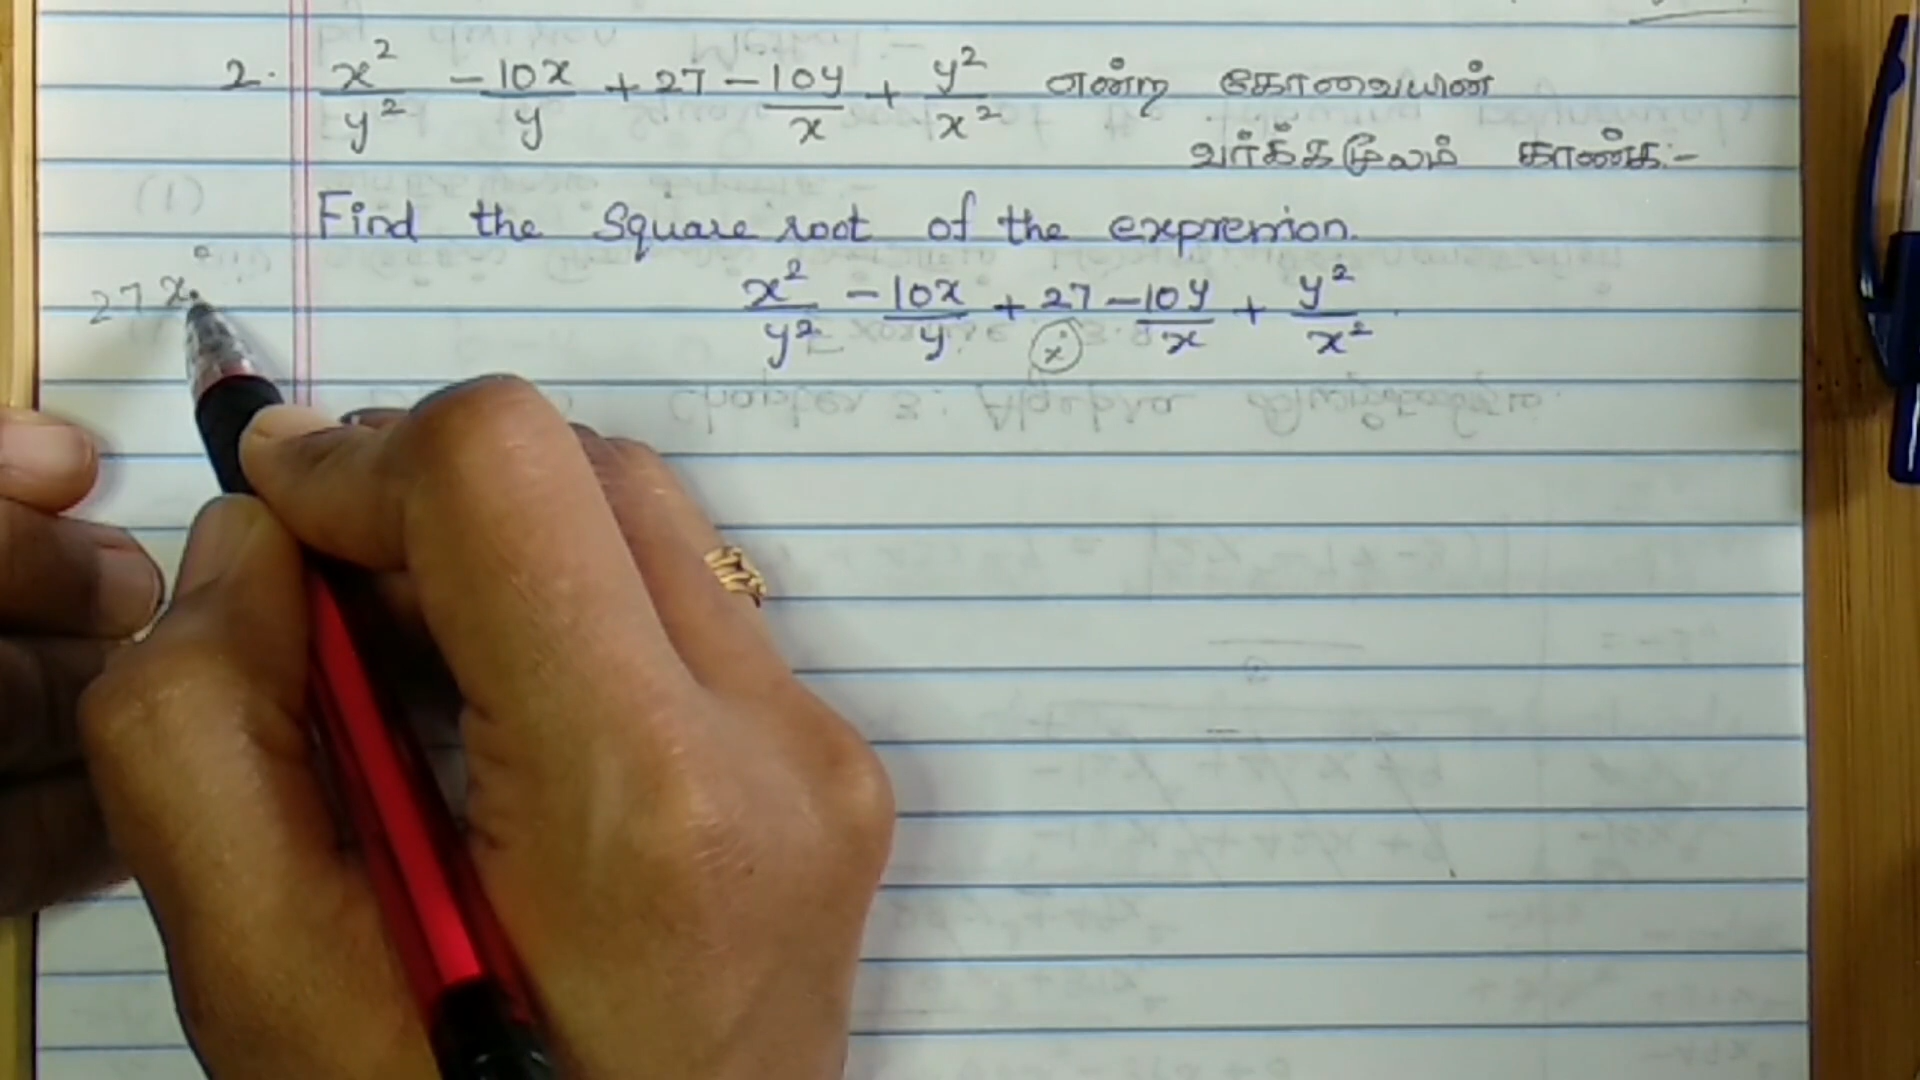 2. x²/y² - 10x/y + 27 - 10y/x + y²/x² என்ற கோவையின்
வர்க்கமூலம் காண்க:-
Find the Square root of the expression.
x²/y² - 10x/y + 27 - 10y/x + y²/x²
27 x°
x